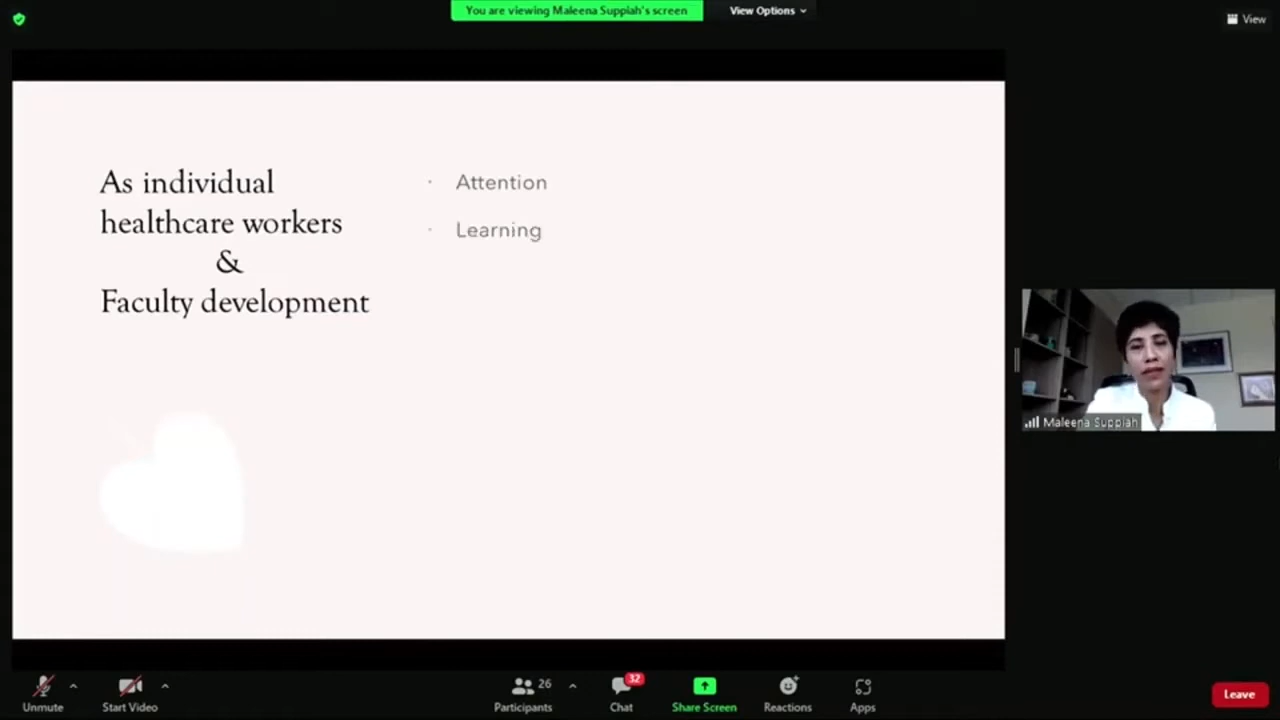 You are viewing Maleena Suppiah's screen
View Options
View
As individual
healthcare workers
&
Faculty development
· Attention
· Learning
Maleena Suppiah
Unmute
Start Video
26
Participants
32
Chat
Share Screen
Reactions
Apps
Leave